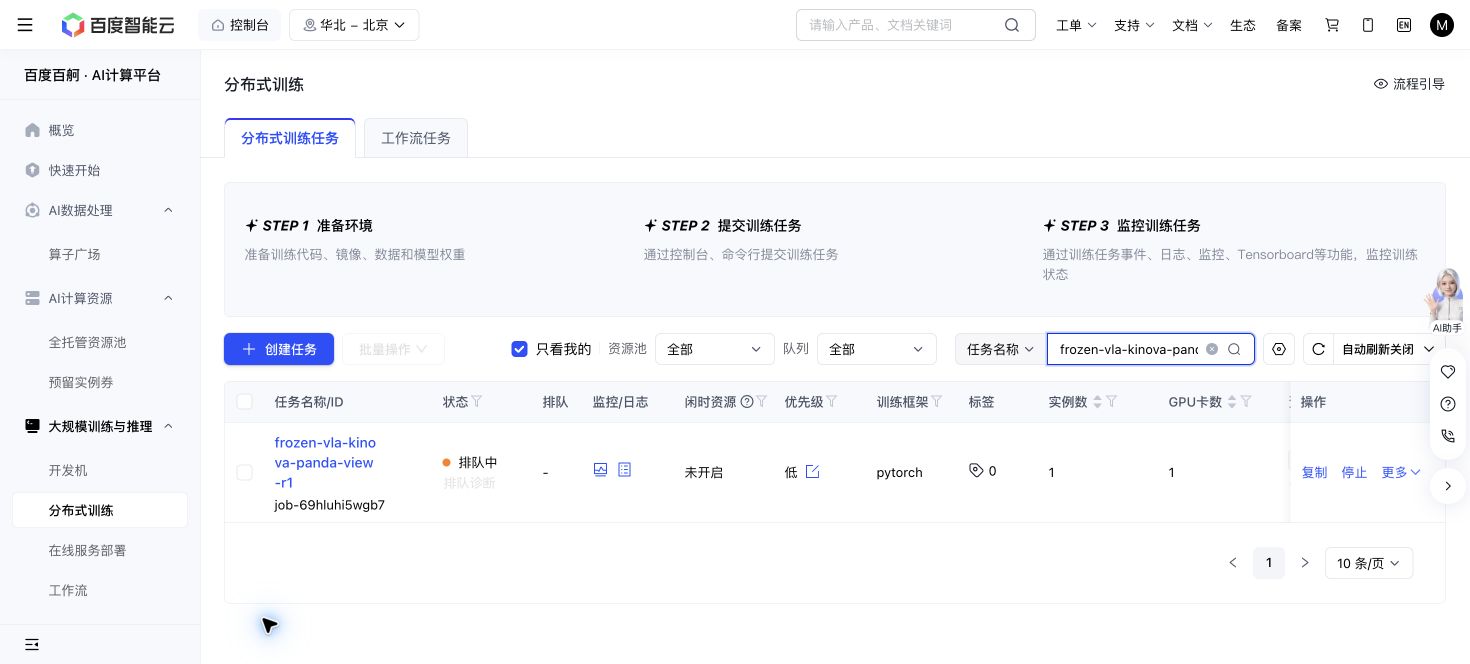 百度智能云
控制台
华北 – 北京
请输入产品、文档关键词
工单
支持
文档
生态
备案
EN
M
百度百舸 · AI计算平台
概览
快速开始
AI数据处理
算子广场
AI计算资源
全托管资源池
预留实例券
大规模训练与推理
开发机
分布式训练
在线服务部署
工作流
分布式训练
流程引导
分布式训练任务
工作流任务
STEP 1 准备环境
准备训练代码、镜像、数据和模型权重
STEP 2 提交训练任务
通过控制台、命令行提交训练任务
STEP 3 监控训练任务
通过训练任务事件、日志、监控、Tensorboard等功能，监控训练
状态
AI助手
创建任务
批量操作
只看我的
资源池
全部
队列
全部
任务名称
frozen-vla-kinova-pand
自动刷新关闭
任务名称/ID
状态
排队
监控/日志
闲时资源
优先级
训练框架
标签
实例数
GPU卡数
操作
frozen-vla-kino
va-panda-view
-r1
job-69hluhi5wgb7
排队中
排队诊断
-
未开启
低
pytorch
0
1
1
复制
停止
更多
1
10 条/页